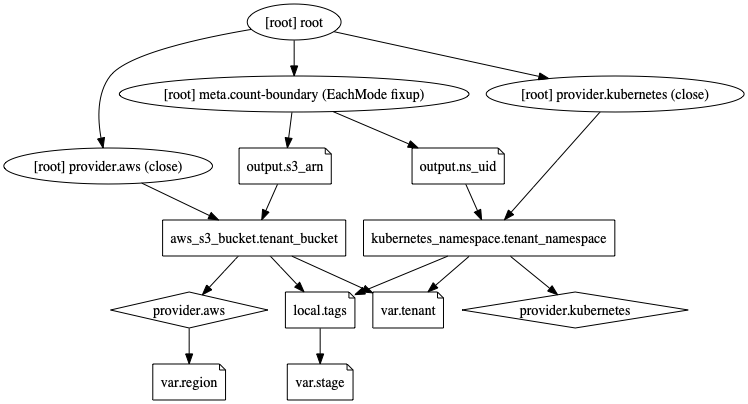 [root] root
[root] meta.count-boundary (EachMode fixup)
[root] provider.kubernetes (close)
[root] provider.aws (close)
output.s3_arn
output.ns_uid
aws_s3_bucket.tenant_bucket
kubernetes_namespace.tenant_namespace
provider.aws
local.tags
var.tenant
provider.kubernetes
var.region
var.stage